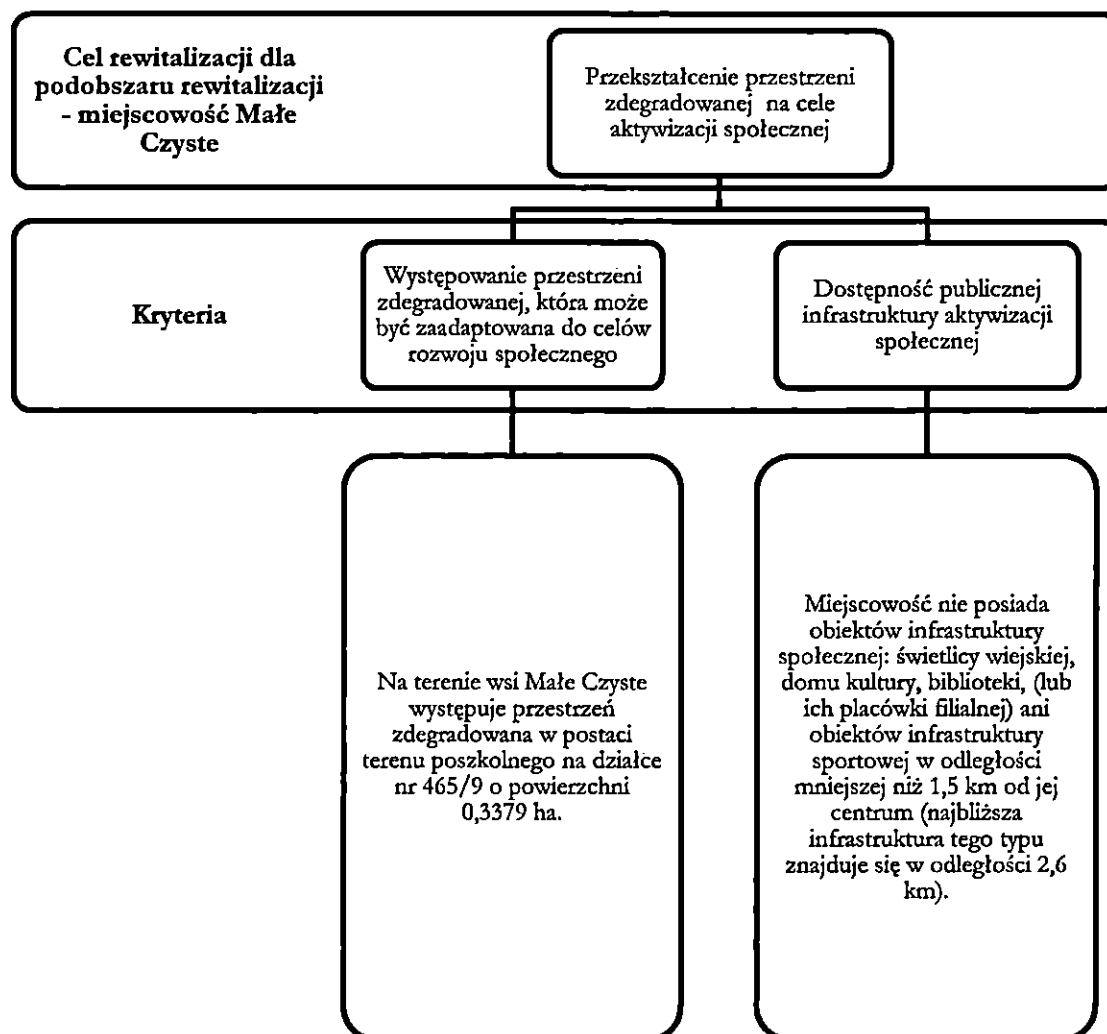 Cel rewitalizacji dla
podobszaru rewitalizacji
- miejscowość Małe
Czyste
Przekształcenie przestrzeni
zdegradowanej na cele
aktywizacji społecznej
Kryteria
Występowanie przestrzeni
zdegradowanej, która może
być zaadaptowana do celów
rozwoju społecznego
Dostępność publicznej
infrastruktury aktywizacji
społecznej
Na terenie wsi Małe Czyste
występuje przestrzeń
zdegradowana w postaci
terenu poszkolnego na działce
nr 465/9 o powierzchni
0,3379 ha.
Miejscowość nie posiada
obiektów infrastruktury
społecznej: świetlicy wiejskiej,
domu kultury, biblioteki, (lub
ich placówki filialnej) ani
obiektów infrastruktury
sportowej w odległości
mniejszej niż 1,5 km od jej
centrum (najbliższa
infrastruktura tego typu
znajduje się w odległości 2,6
km).